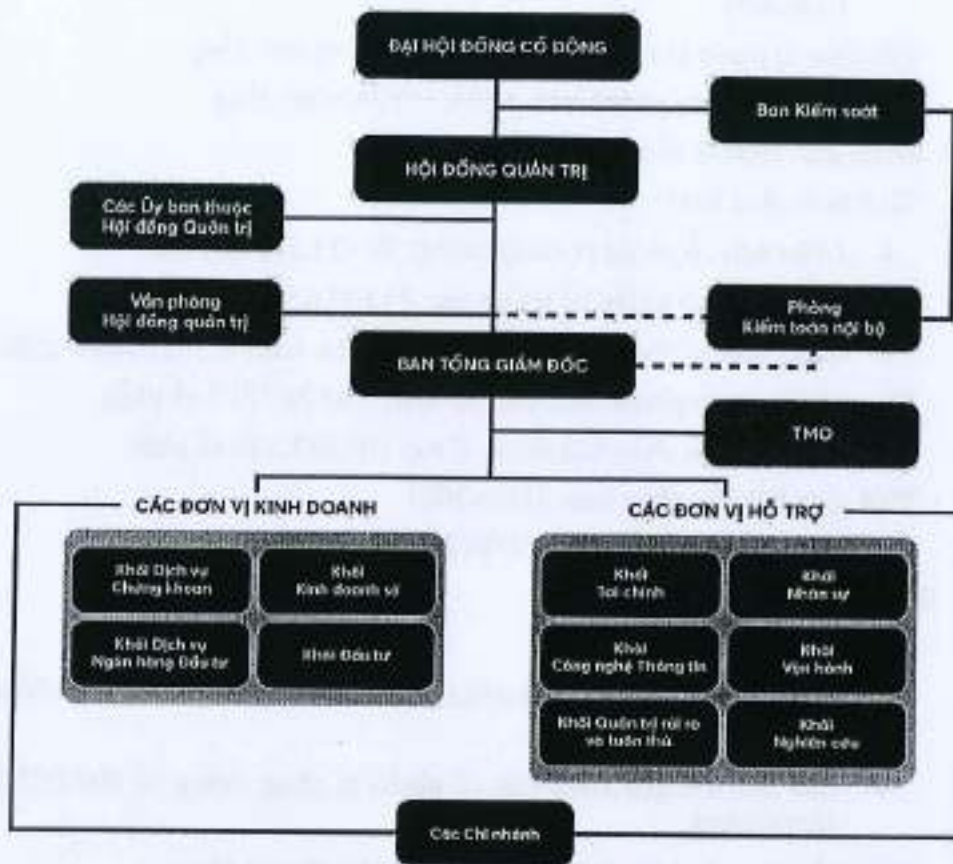 ĐẠI HỘI ĐỒNG CỔ ĐÔNG
Ban Kiểm soát
HỘI ĐỒNG QUẢN TRỊ
Các Ủy ban thuộc
Hội đồng Quản trị
Văn phòng
Hội đồng quản trị
Phòng
Kiểm toán nội bộ
BAN TỔNG GIÁM ĐỐC
TMO
CÁC ĐƠN VỊ KINH DOANH
CÁC ĐƠN VỊ HỖ TRỢ
Khối Dịch vụ
Chứng khoán
Khối
Kinh doanh số
Khối
Tài chính
Khối
Nhân sự
Khối Dịch vụ
Ngân hàng Đầu tư
Khối Đầu tư
Khối
Công nghệ Thông tin
Khối
Vận hành
Khối Quản trị rủi ro
và tuân thủ
Khối
Nghiên cứu
Các Chi nhánh